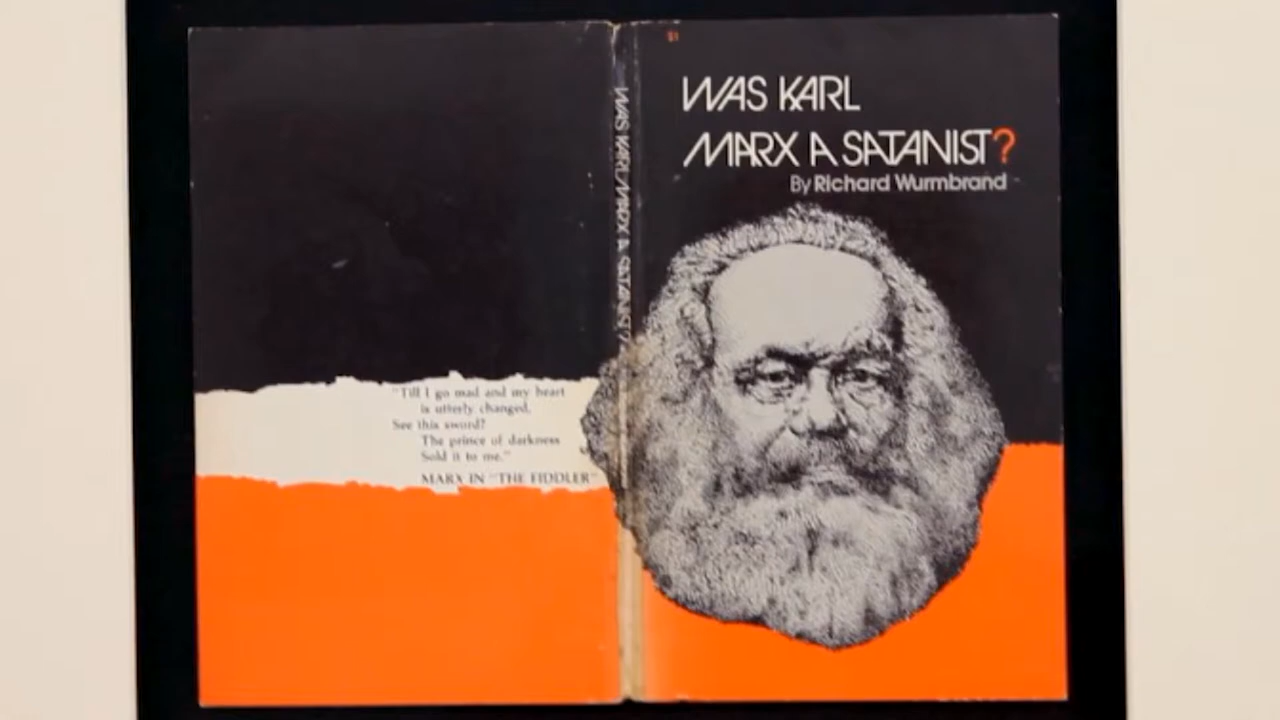 "Till I go mad and my heart
is utterly changed,
See this sword?
The prince of darkness
Sold it to me."
MARX IN "THE FIDDLER"
WAS KARL MARX A SATANIST?
$1
WAS KARL
MARX A SATANIST?
By Richard Wurmbrand